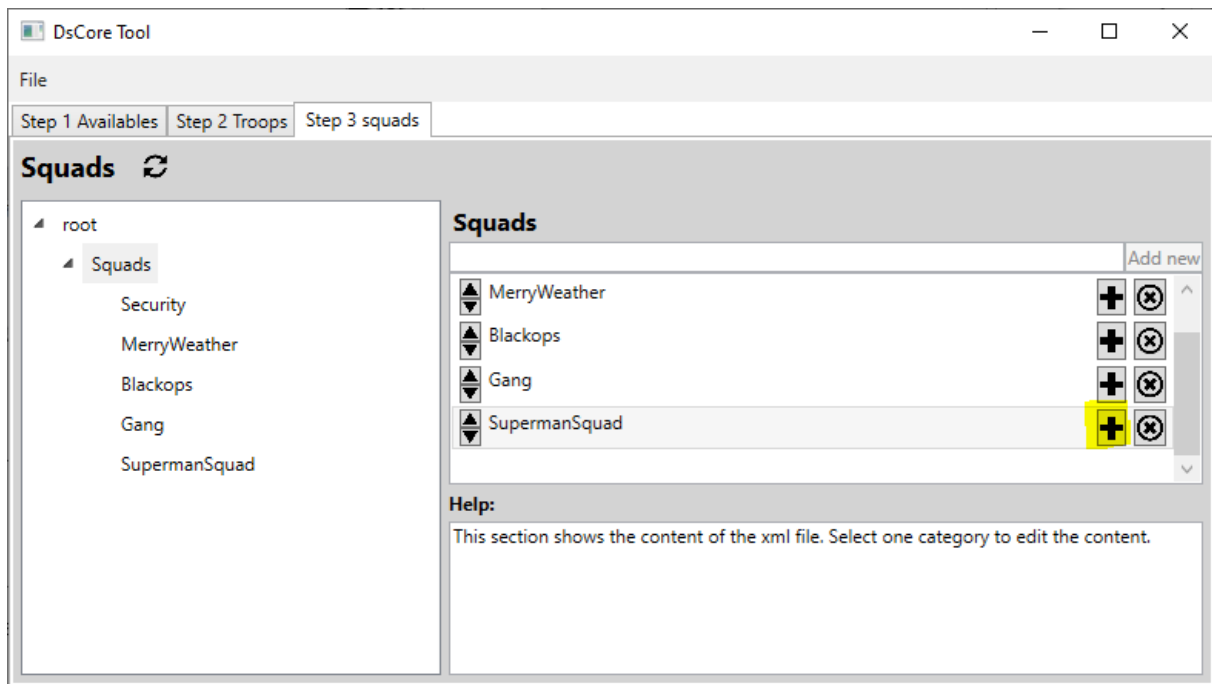 DsCore Tool
File
Step 1 Availables
Step 2 Troops
Step 3 squads
Squads
root
Squads
Security
MerryWeather
Blackops
Gang
SupermanSquad
Squads
Add new
MerryWeather
Blackops
Gang
SupermanSquad
Help:
This section shows the content of the xml file. Select one category to edit the content.